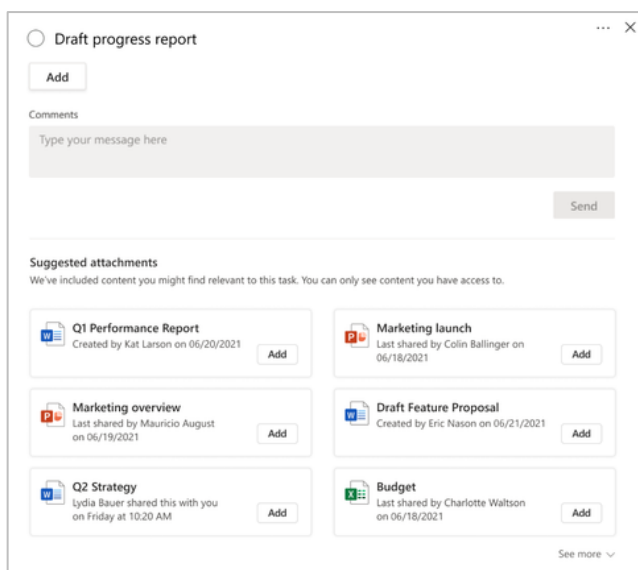 Draft progress report
Add
Comments
Type your message here
Send
Suggested attachments
We've included content you might find relevant to this task. You can only see content you have access to.
Q1 Performance Report
Created by Kat Larson on 06/20/2021
Add
Marketing launch
Last shared by Colin Ballinger on
06/18/2021
Add
Marketing overview
Last shared by Mauricio August
on 06/19/2021
Add
Draft Feature Proposal
Created by Eric Nason on 06/21/2021
Add
Q2 Strategy
Lydia Bauer shared this with you
on Friday at 10:20 AM
Add
Budget
Last shared by Charlotte Waltson
on 06/18/2021
Add
See more